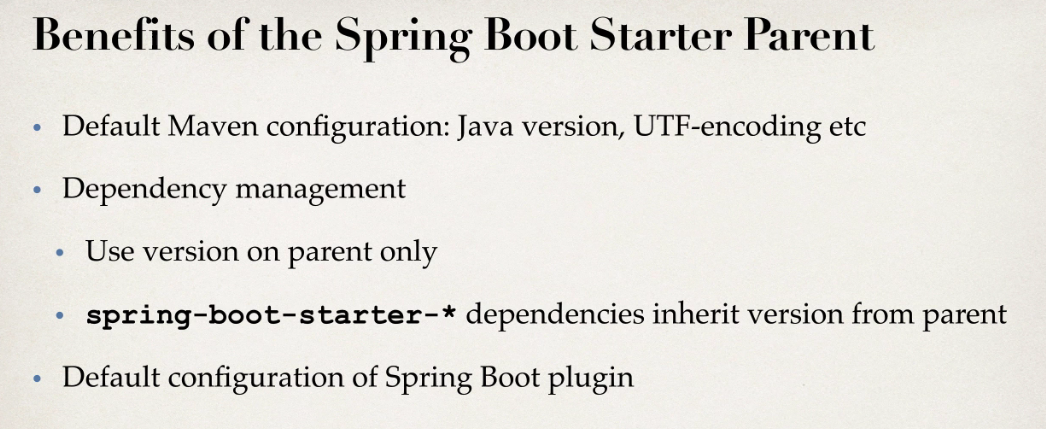 Benefits of the Spring Boot Starter Parent
• Default Maven configuration: Java version, UTF-encoding etc
• Dependency management
• Use version on parent only
• spring-boot-starter-* dependencies inherit version from parent
• Default configuration of Spring Boot plugin